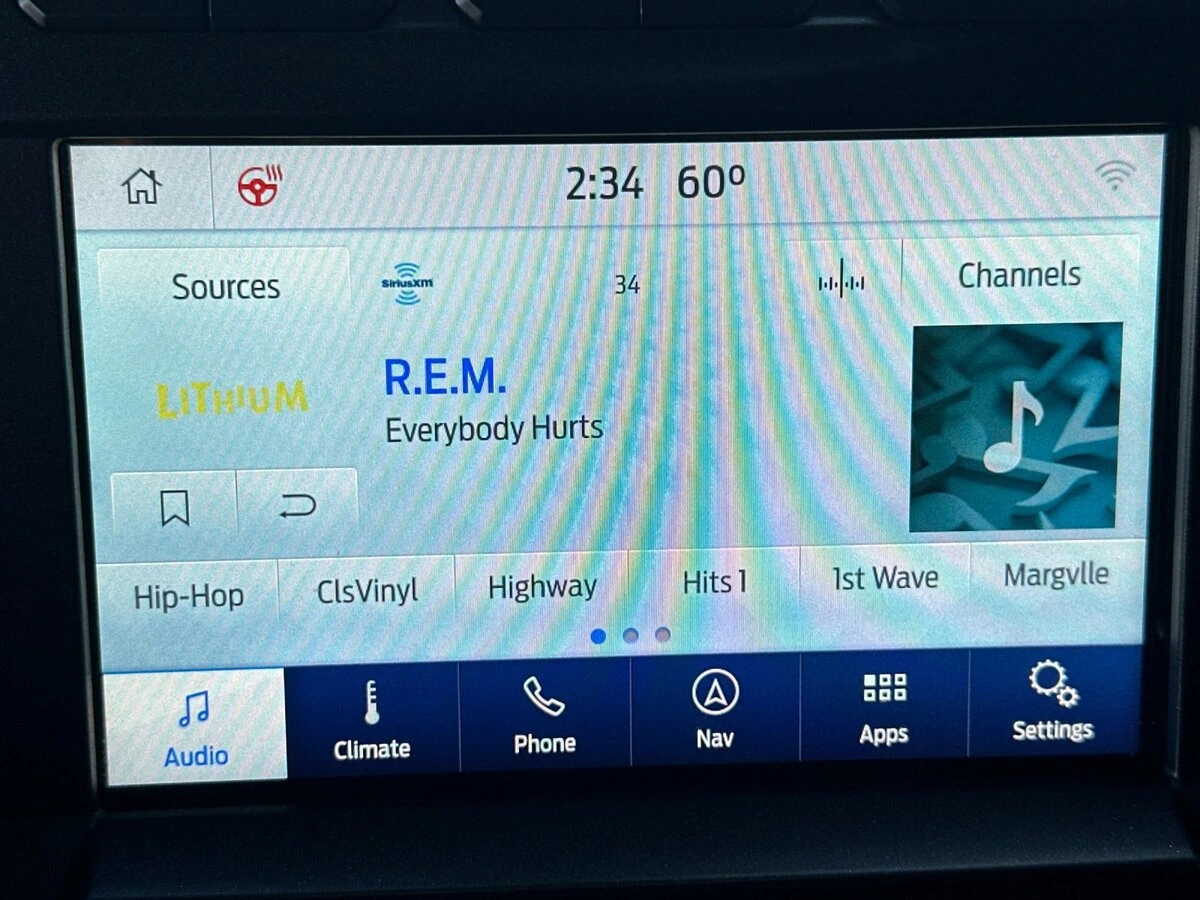 2:34 60º
Sources
SiriusXM
34
Channels
LiTHIUM
R.E.M.
Everybody Hurts
Hip-Hop ClsVinyl Highway Hits 1 1st Wave Margvlle
Audio Climate Phone Nav Apps Settings